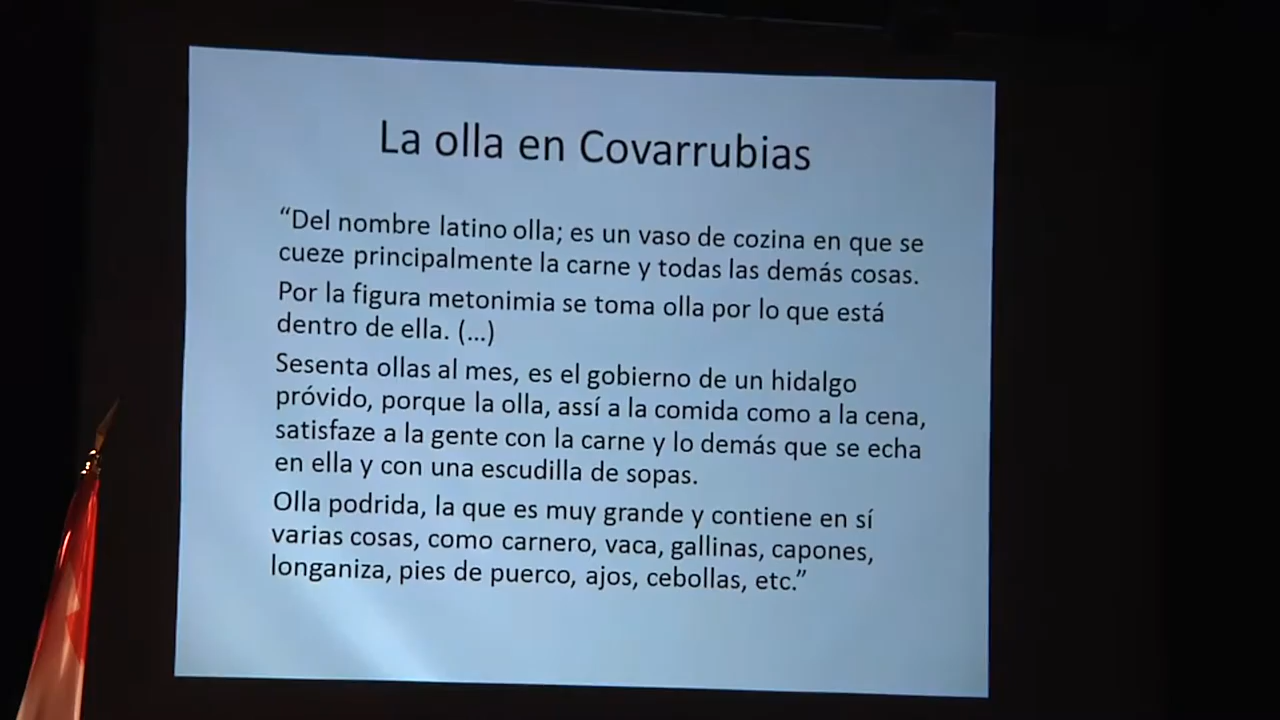 La olla en Covarrubias
“Del nombre latino olla; es un vaso de cozina en que se
cueze principalmente la carne y todas las demás cosas.
Por la figura metonimia se toma olla por lo que está
dentro de ella. (...)
Sesenta ollas al mes, es el gobierno de un hidalgo
próvido, porque la olla, assí a la comida como a la cena,
satisfaze a la gente con la carne y lo demás que se echa
en ella y con una escudilla de sopas.
Olla podrida, la que es muy grande y contiene en sí
varias cosas, como carnero, vaca, gallinas, capones,
longaniza, pies de puerco, ajos, cebollas, etc.”